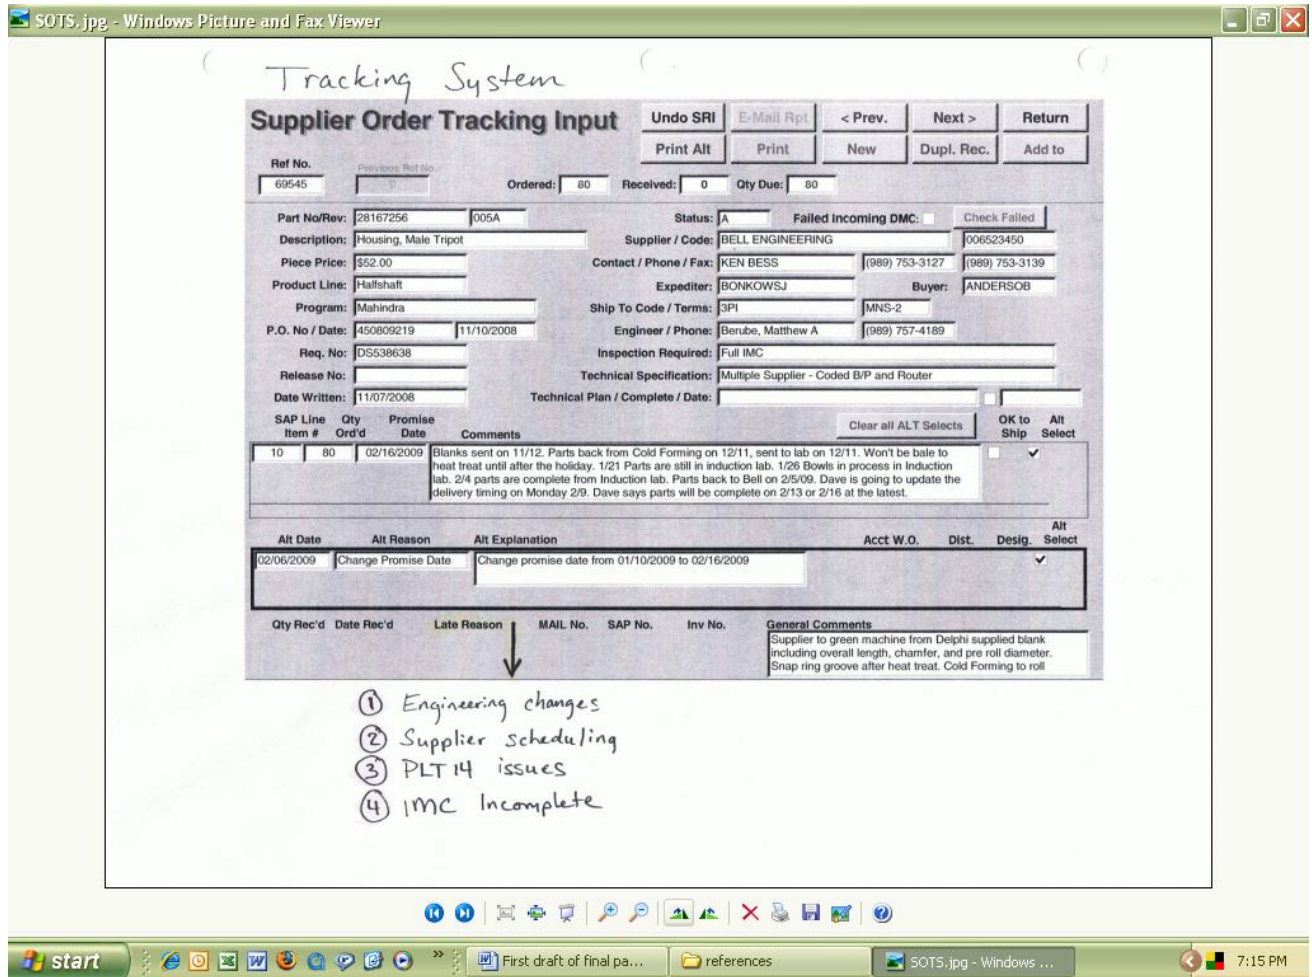 SOTS.jpg - Windows Picture and Fax Viewer
Tracking System
Supplier Order Tracking Input
Undo SRI E-Mail Rpt < Prev. Next > Return
Print Alt Print New Dupl. Rec. Add to
Ref No. Previous Ref No.
69545 0 Ordered: 80 Received: 0 Qty Due: 80
Part No/Rev: 28167256 005A Status: A Failed Incoming DMC: Check Failed
Description: Housing, Male Tripot Supplier / Code: BELL ENGINEERING 006523450
Piece Price: $52.00 Contact / Phone / Fax: KEN BESS (989) 753-3127 (989) 753-3139
Product Line: Halfshaft Expediter: BONKOWSJ Buyer: ANDERSOB
Program: Mahindra Ship To Code / Terms: 3PI MNS-2
P.O. No / Date: 450809219 11/10/2008 Engineer / Phone: Berube, Matthew A (989) 757-4189
Req. No: DS538638 Inspection Required: Full IMC
Release No: Technical Specification: Multiple Supplier - Coded B/P and Router
Date Written: 11/07/2008 Technical Plan / Complete / Date:
SAP Line Qty Promise Clear all ALT Selects OK to Alt
Item # Ord'd Date Comments Ship Select
10 80 02/16/2009 Blanks sent on 11/12. Parts back from Cold Forming on 12/11, sent to lab on 12/11. Won't be bale to
heat treat until after the holiday. 1/21 Parts are still in induction lab. 1/26 Bowls in process in Induction
lab. 2/4 parts are complete from Induction lab. Parts back to Bell on 2/5/09. Dave is going to update the
delivery timing on Monday 2/9. Dave says parts will be complete on 2/13 or 2/16 at the latest.
Alt
Alt Date Alt Reason Alt Explanation Acct W.O. Dist. Desig. Select
02/06/2009 Change Promise Date Change promise date from 01/10/2009 to 02/16/2009
Qty Rec'd Date Rec'd Late Reason MAIL No. SAP No. Inv No. General Comments
Supplier to green machine from Delphi supplied blank
including overall length, chamfer, and pre roll diameter.
Snap ring groove after heat treat. Cold Forming to roll
1 Engineering changes
2 Supplier scheduling
3 PLT 14 issues
4 IMC Incomplete
start First draft of final pa... references SOTS.jpg - Windows ... 7:15 PM